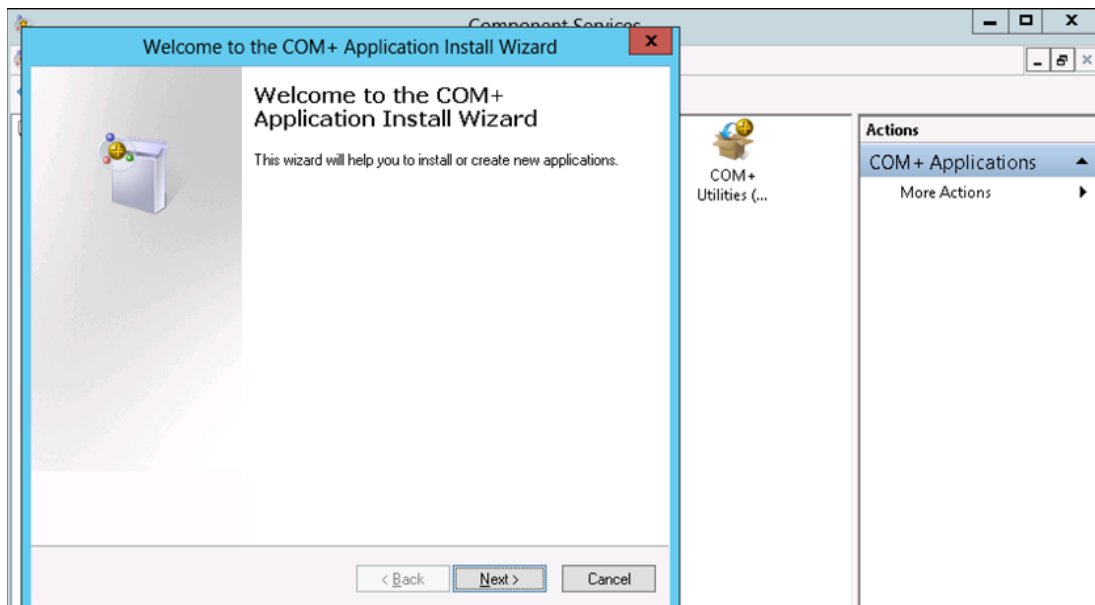 Component Services
Welcome to the COM+ Application Install Wizard
Welcome to the COM+
Application Install Wizard
This wizard will help you to install or create new applications.
< Back
Next >
Cancel
COM+
Utilities (...
Actions
COM+ Applications
More Actions